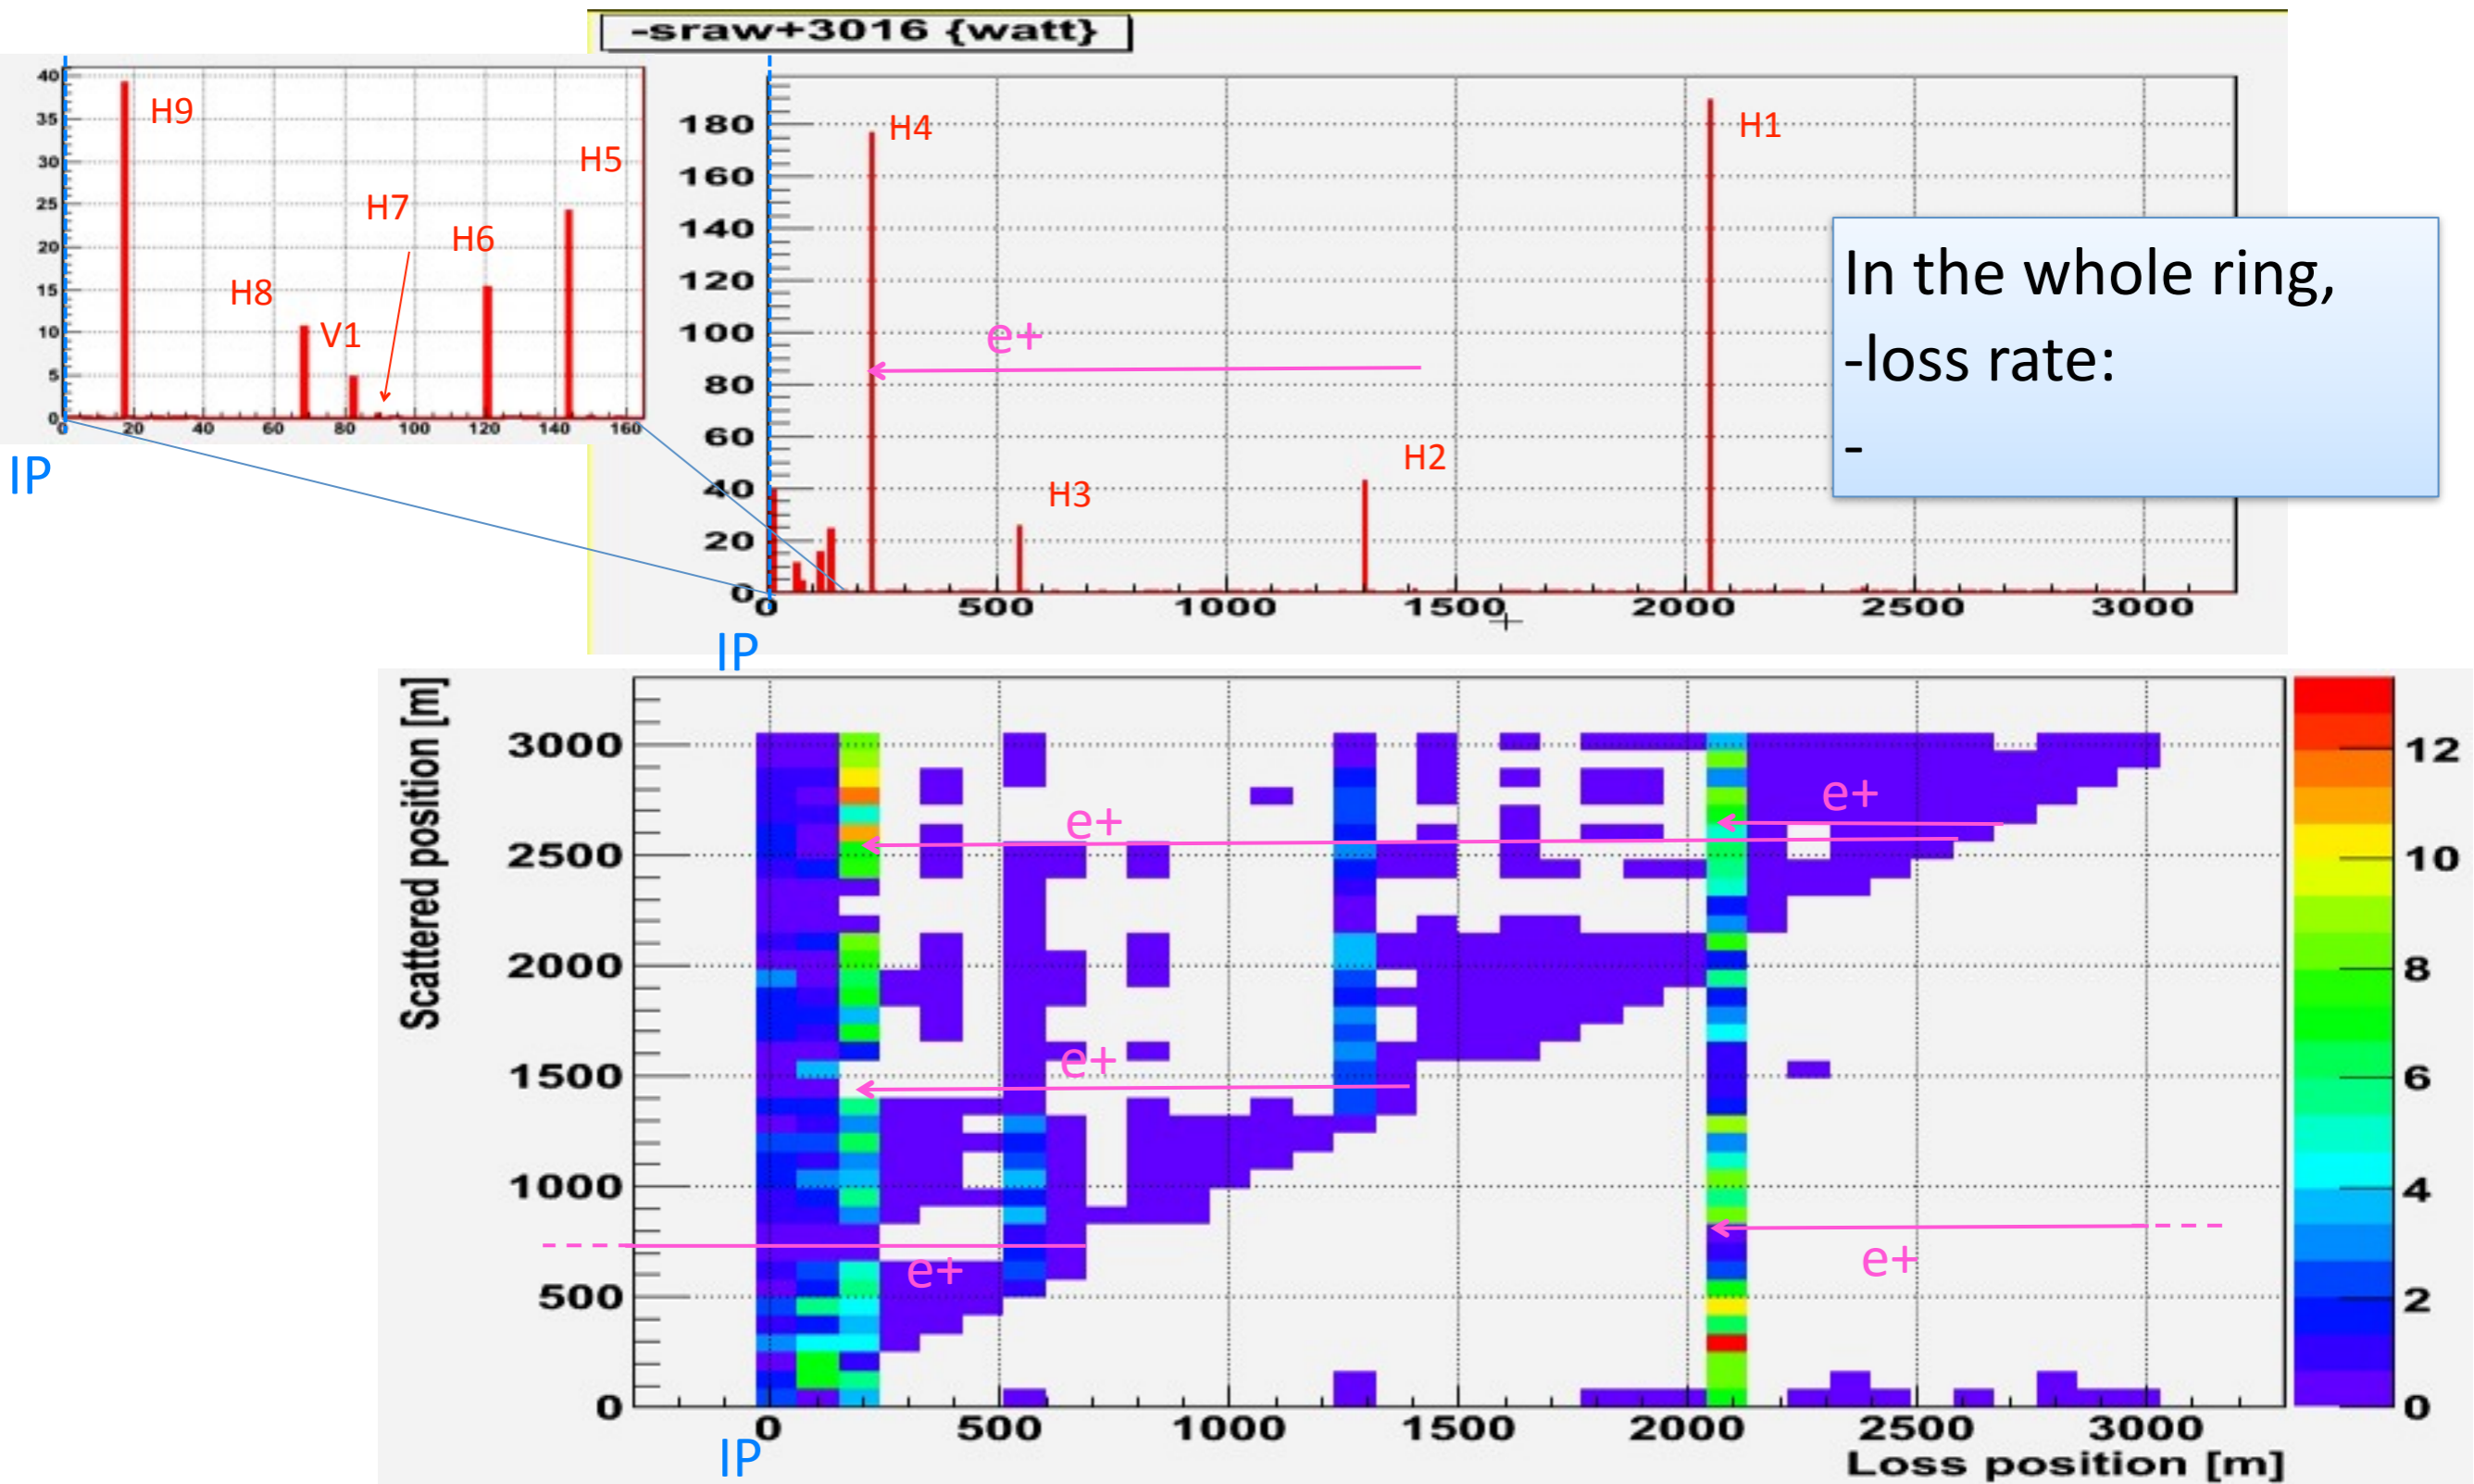 -sraw+3016 {watt}
40
35
30
25
20
15
10
5
0
0 20 40 60 80 100 120 140 160
H9
H8
V1
H7
H6
H5
IP
180
160
140
120
100
80
60
40
20
0
0 500 1000 1500 2000 2500 3000
H4
H3
H2
H1
e+
IP
In the whole ring,
-loss rate:
-
Scattered position [m]
3000
2500
2000
1500
1000
500
0
0 500 1000 1500 2000 2500 3000
Loss position [m]
IP
e+
e+
e+
e+
e+
12
10
8
6
4
2
0